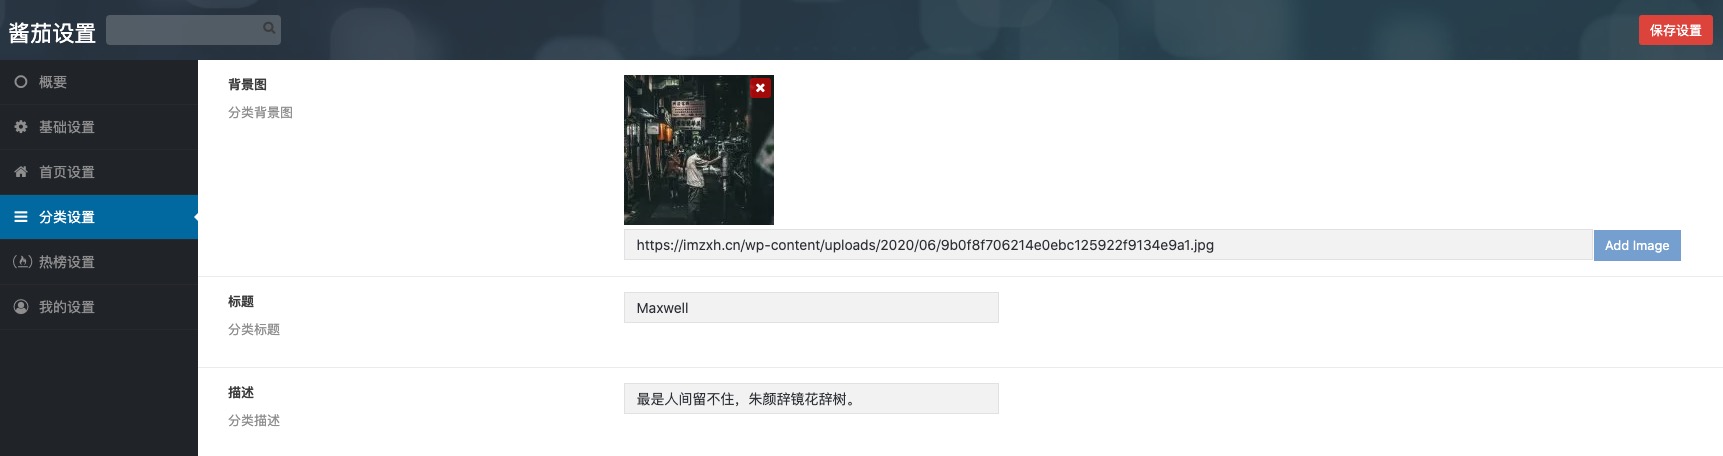 酱茄设置
保存设置
概要
基础设置
首页设置
分类设置
热榜设置
我的设置
背景图
分类背景图
https://imzxh.cn/wp-content/uploads/2020/06/9b0f8f706214e0ebc125922f9134e9a1.jpg
Add Image
标题
分类标题
Maxwell
描述
分类描述
最是人间留不住，朱颜辞镜花辞树。